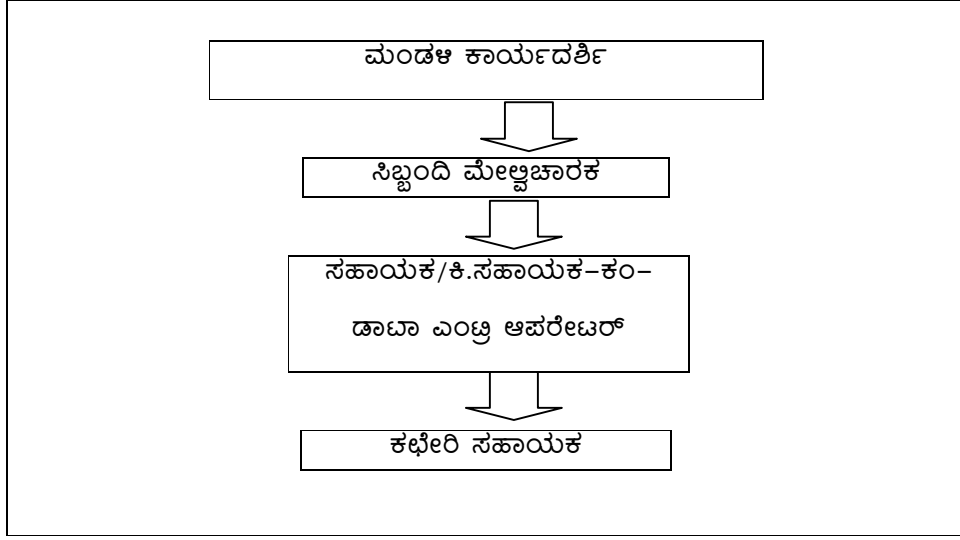 ಮಂಡಳಿ ಕಾರ್ಯದರ್ಶಿ
ಸಿಬ್ಬಂದಿ ಮೇಲ್ವಿಚಾರಕ
ಸಹಾಯಕ/ಕಿ.ಸಹಾಯಕ–ಕಂ–
ಡಾಟಾ ಎಂಟ್ರಿ ಆಪರೇಟರ್
ಕಛೇರಿ ಸಹಾಯಕ